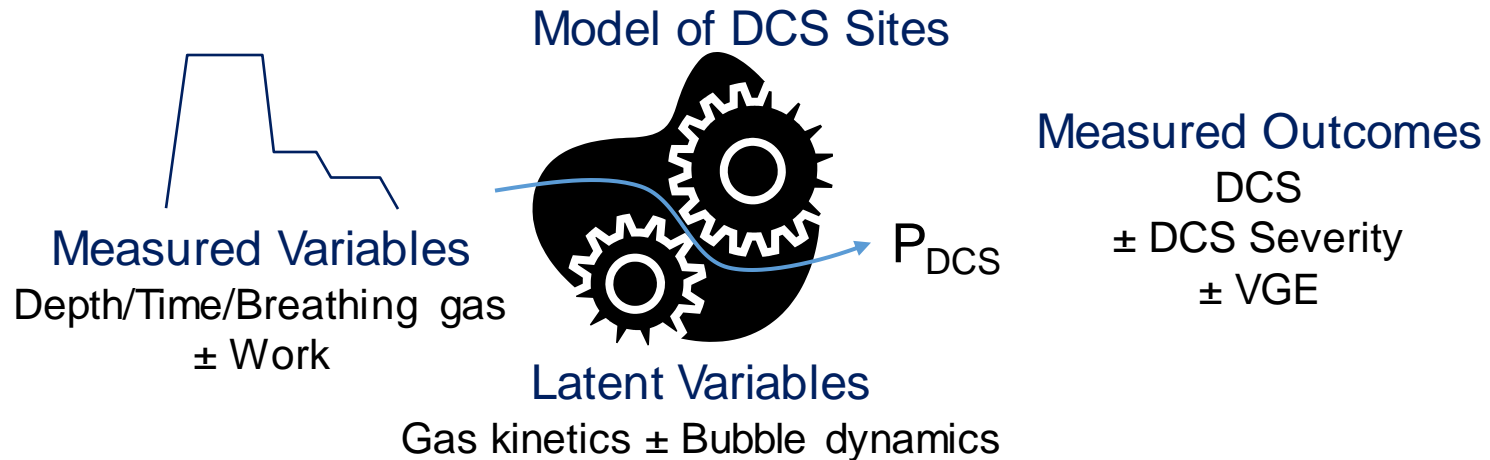 Model of DCS Sites
Measured Variables
Depth/Time/Breathing gas
± Work
Latent Variables
Gas kinetics ± Bubble dynamics
P_DCS
Measured Outcomes
DCS
± DCS Severity
± VGE